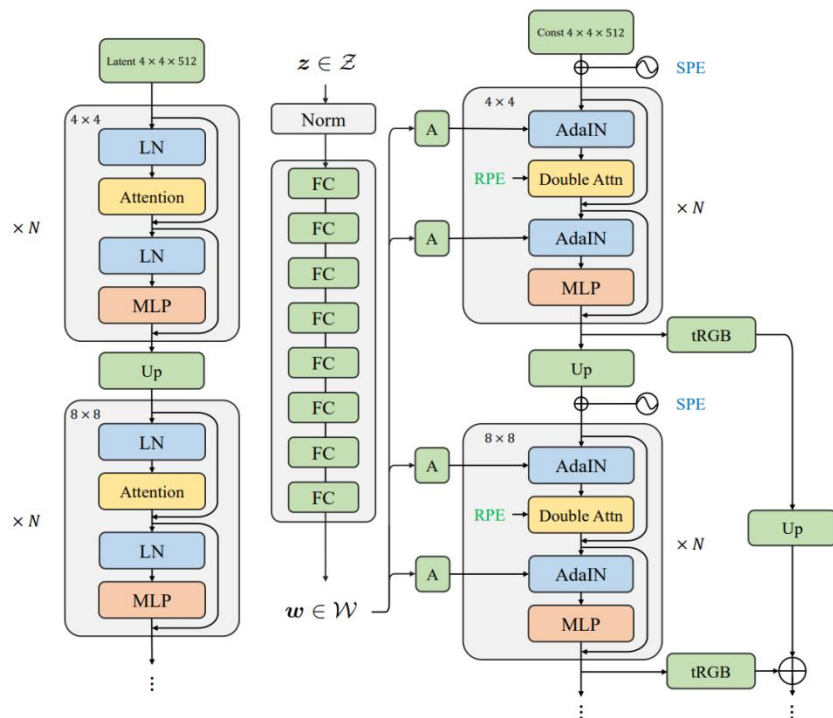 Latent 4 × 4 × 512
4 × 4
LN
Attention
LN
MLP
× N
Up
8 × 8
LN
Attention
LN
MLP
× N
⋮
z ∈ 𝒵
Norm
FC
FC
FC
FC
FC
FC
FC
FC
w ∈ 𝒲
Const 4 × 4 × 512
SPE
4 × 4
A
AdaIN
RPE
Double Attn
× N
A
AdaIN
MLP
tRGB
Up
SPE
8 × 8
A
AdaIN
RPE
Double Attn
Up
× N
A
AdaIN
MLP
tRGB
⋮
⋮